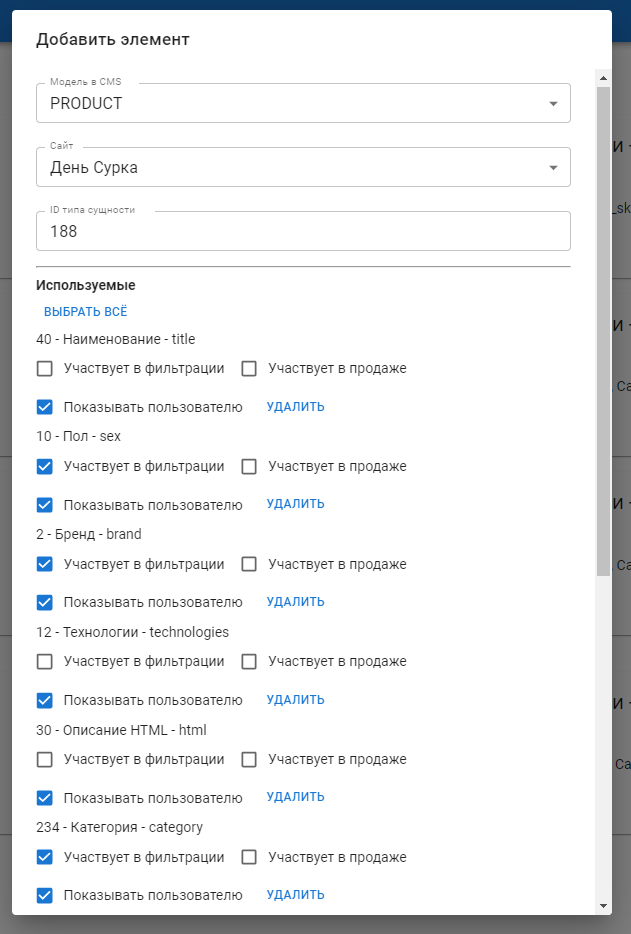 Добавить элемент
Модель в CMS
PRODUCT
Сайт
День Сурка
ID типа сущности
188
Используемые
ВЫБРАТЬ ВСЁ
40 - Наименование - title
Участвует в фильтрации Участвует в продаже
Показывать пользователю УДАЛИТЬ
10 - Пол - sex
Участвует в фильтрации Участвует в продаже
Показывать пользователю УДАЛИТЬ
2 - Бренд - brand
Участвует в фильтрации Участвует в продаже
Показывать пользователю УДАЛИТЬ
12 - Технологии - technologies
Участвует в фильтрации Участвует в продаже
Показывать пользователю УДАЛИТЬ
30 - Описание HTML - html
Участвует в фильтрации Участвует в продаже
Показывать пользователю УДАЛИТЬ
234 - Категория - category
Участвует в фильтрации Участвует в продаже
Показывать пользователю УДАЛИТЬ